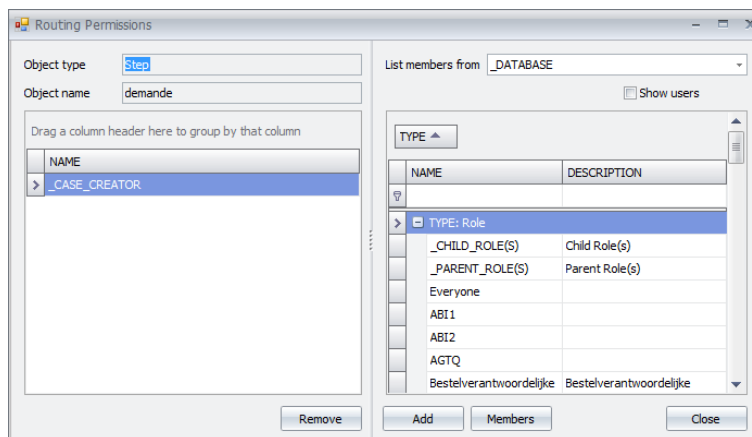 Routing Permissions
Object type Step
Object name demande
Drag a column header here to group by that column
NAME
_CASE_CREATOR
Remove
List members from _DATABASE
Show users
TYPE
NAME DESCRIPTION
TYPE: Role
_CHILD_ROLE(S) Child Role(s)
_PARENT_ROLE(S) Parent Role(s)
Everyone
ABI1
ABI2
AGTQ
Bestelverantwoordelijke Bestelverantwoordelijke
Add Members Close